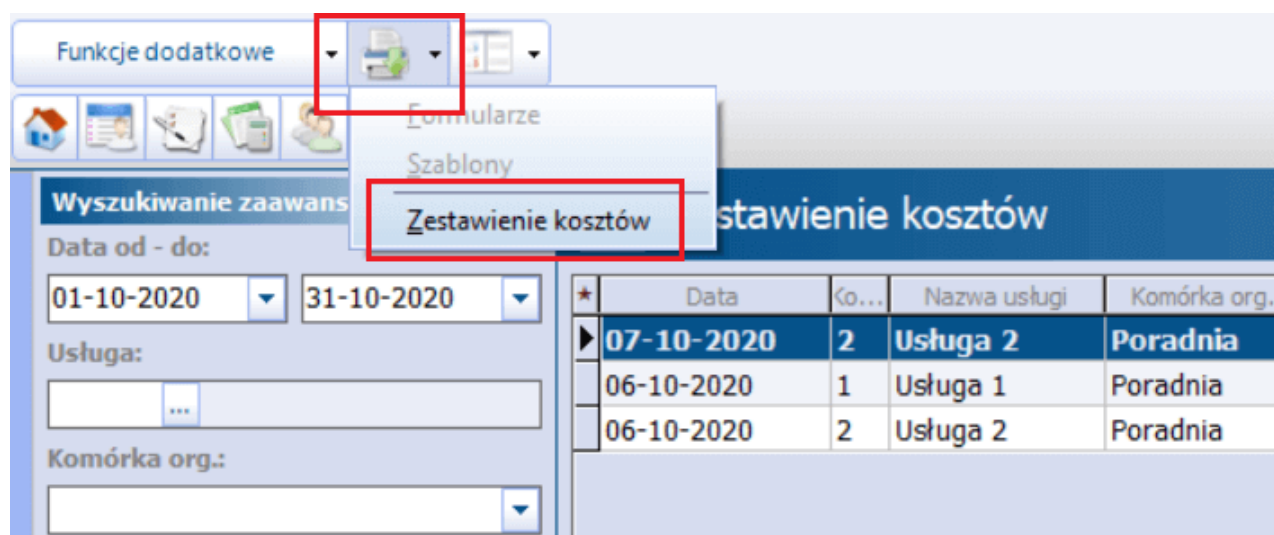 Funkcje dodatkowe
Formularze
Szablony
Zestawienie kosztów
Wyszukiwanie zaawans
stawienie kosztów
Data od - do:
01-10-2020 31-10-2020
Usługa:
...
Komórka org.:
* Data Ko... Nazwa usługi Komórka org.
07-10-2020 2 Usługa 2 Poradnia
06-10-2020 1 Usługa 1 Poradnia
06-10-2020 2 Usługa 2 Poradnia